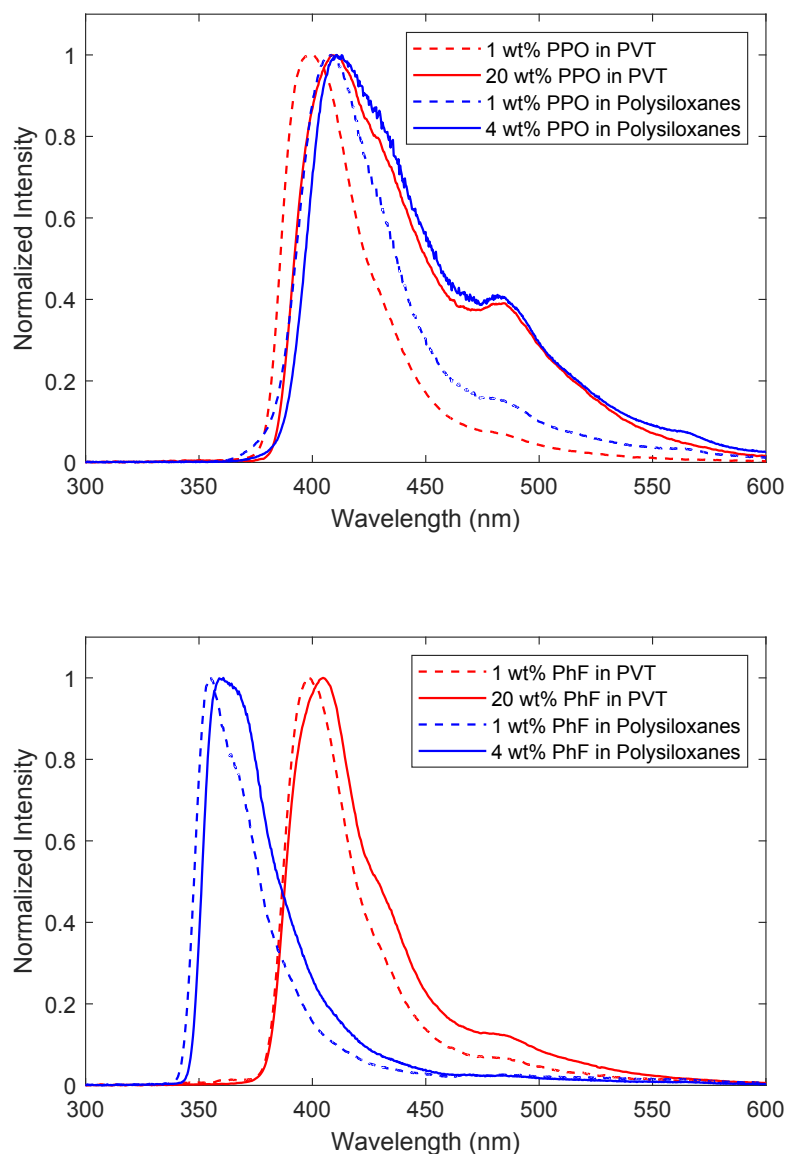 1
0.8
0.6
0.4
0.2
0
Normalized Intensity
1 wt% PPO in PVT
20 wt% PPO in PVT
1 wt% PPO in Polysiloxanes
4 wt% PPO in Polysiloxanes
300 350 400 450 500 550 600
Wavelength (nm)
1
0.8
0.6
0.4
0.2
0
Normalized Intensity
1 wt% PhF in PVT
20 wt% PhF in PVT
1 wt% PhF in Polysiloxanes
4 wt% PhF in Polysiloxanes
300 350 400 450 500 550 600
Wavelength (nm)